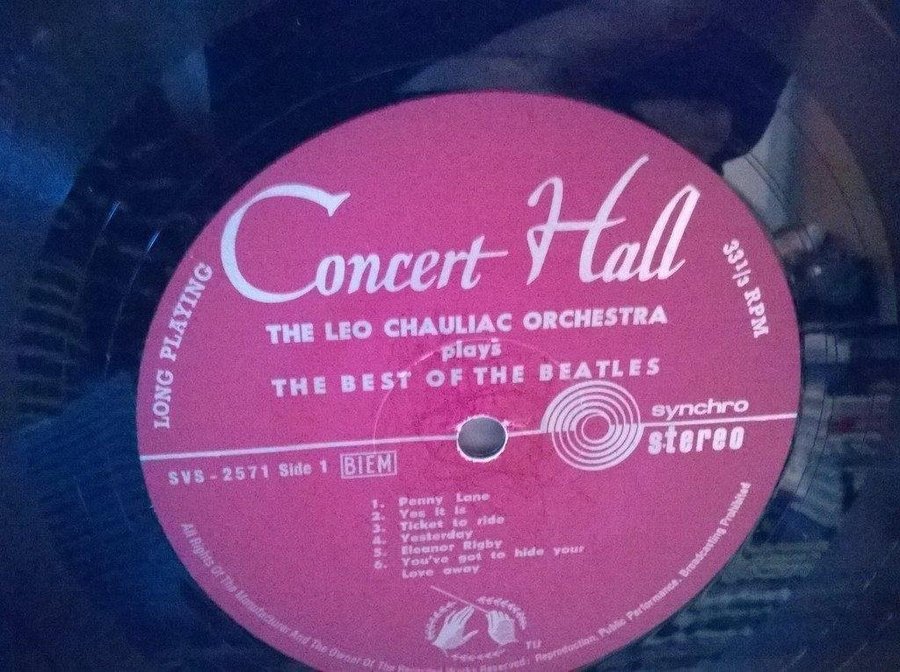 Concert Hall
LONG PLAYING
33 1/3 RPM
THE LEO CHAULIAC ORCHESTRA
plays
THE BEST OF THE BEATLES
synchro
stereo
SVS-2571 Side 1 BIEM
1. Penny Lane
2. Yes it is
3. Ticket to ride
4. Yesterday
5. Eleanor Rigby
6. You've got to hide your
Love away
All Rights Of The Manufacturer And The Owner Of The Reserved: Reproduction, Public Performance, Broadcasting Prohibited